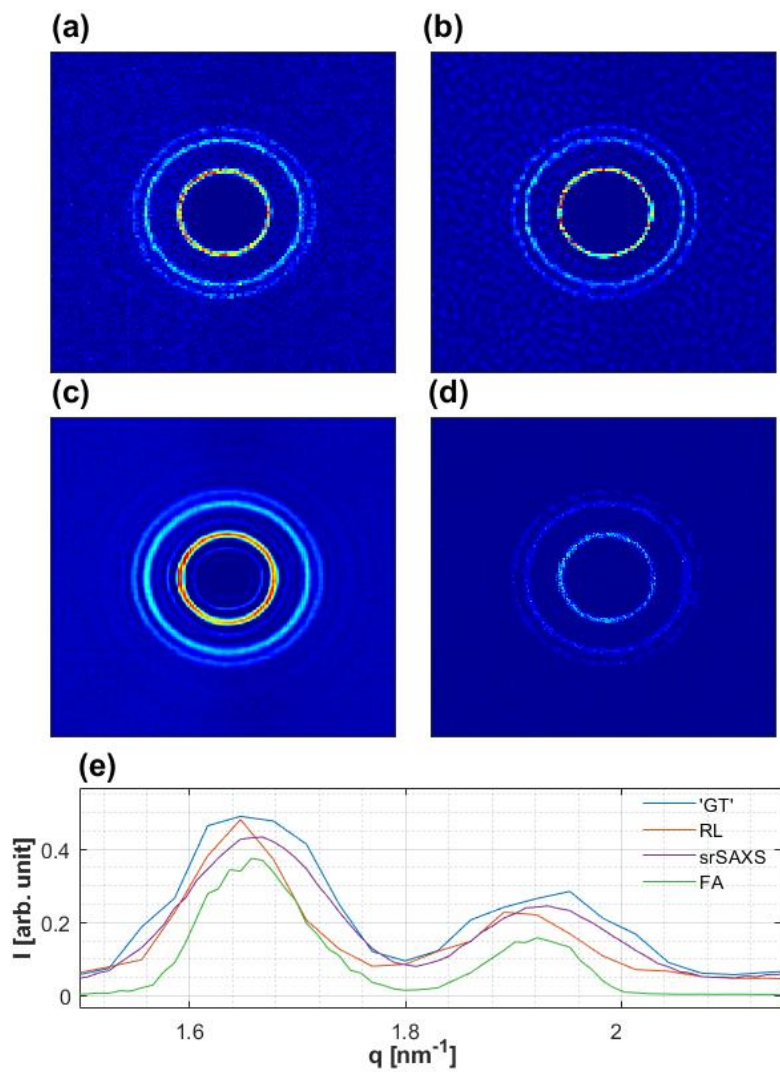 (a)
(b)
(c)
(d)
(e)
'GT'
RL
srSAXS
FA
0.4
0.2
0
I [arb. unit]
1.6
1.8
2
q [nm⁻¹]